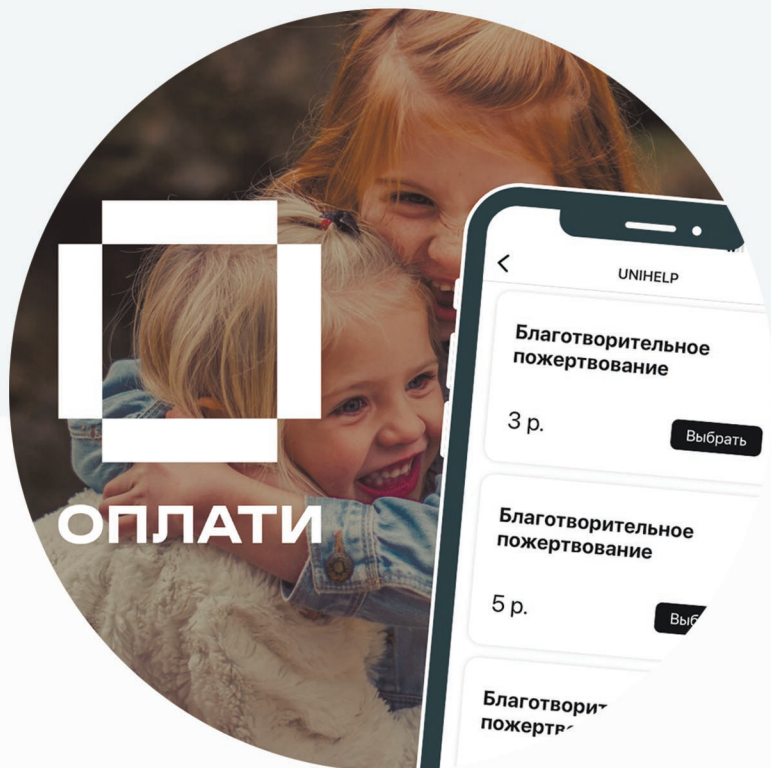 ОПЛАТИ
UNIHELP
Благотворительное
пожертвование
3 р.
Выбрать
Благотворительное
пожертвование
5 р.